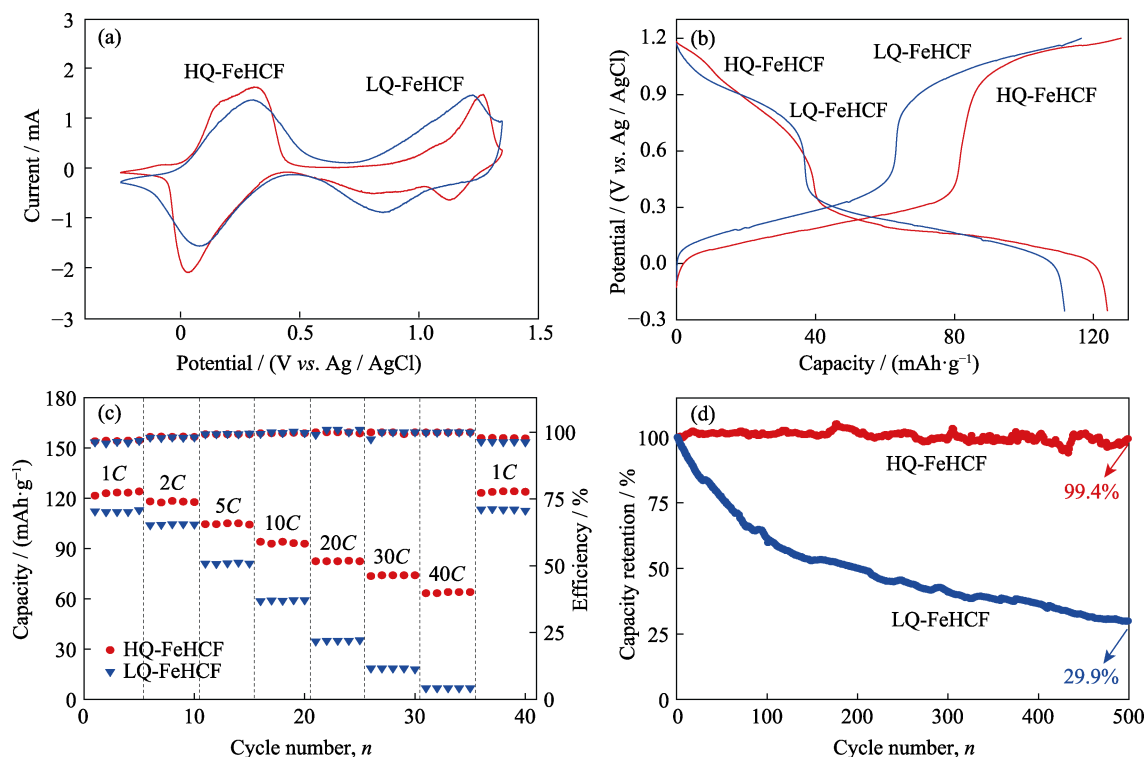 (a)
HQ-FeHCF
LQ-FeHCF
Current / mA
3
2
1
0
−1
−2
−3
0
0.5
1.0
1.5
Potential / (V vs. Ag / AgCl)
(b)
HQ-FeHCF
LQ-FeHCF
LQ-FeHCF
HQ-FeHCF
Potential / (V vs. Ag / AgCl)
1.2
0.9
0.6
0.3
0.0
−0.3
0
40
80
120
Capacity / (mAh·g⁻¹)
(c)
1C
2C
5C
10C
20C
30C
40C
1C
HQ-FeHCF
LQ-FeHCF
Capacity / (mAh·g⁻¹)
180
150
120
90
60
30
0
Efficiency / %
100
75
50
25
0
0
10
20
30
40
Cycle number, n
(d)
HQ-FeHCF
99.4%
LQ-FeHCF
29.9%
Capacity retention / %
100
75
50
25
0
0
100
200
300
400
500
Cycle number, n